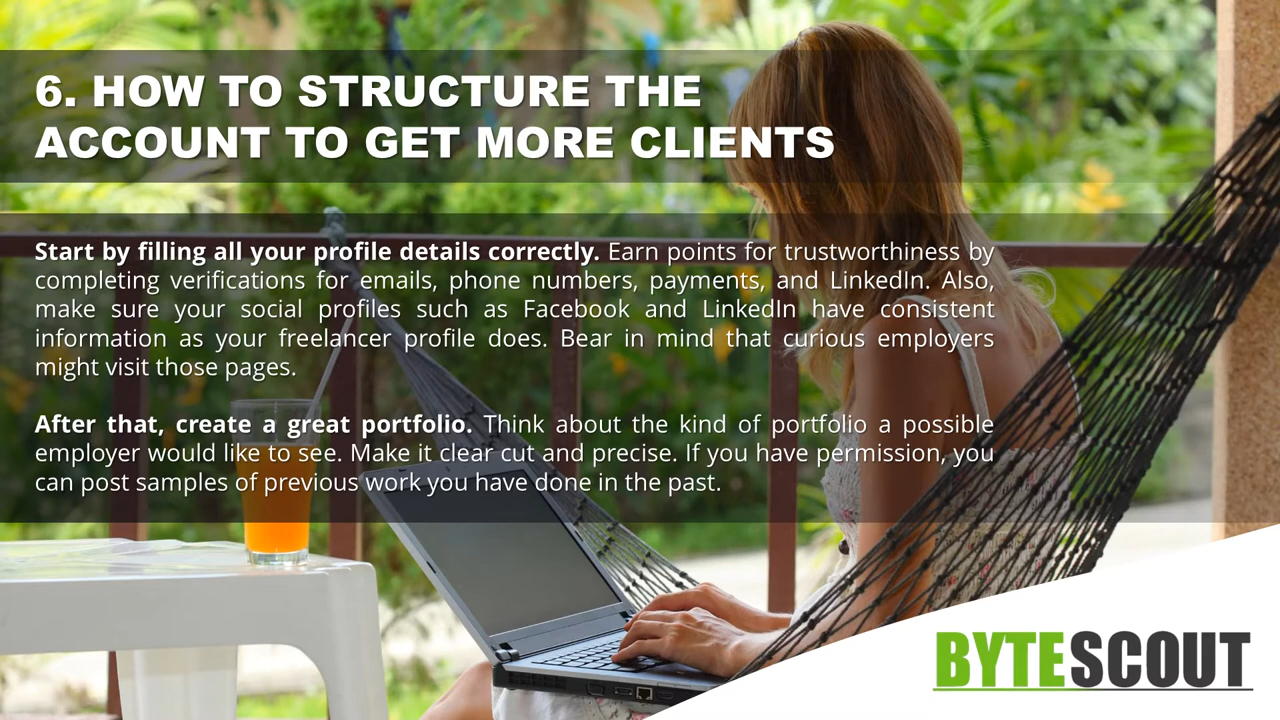 6. HOW TO STRUCTURE THE
ACCOUNT TO GET MORE CLIENTS
Start by filling all your profile details correctly. Earn points for trustworthiness by
completing verifications for emails, phone numbers, payments, and LinkedIn. Also,
make sure your social profiles such as Facebook and LinkedIn have consistent
information as your freelancer profile does. Bear in mind that curious employers
might visit those pages.
After that, create a great portfolio. Think about the kind of portfolio a possible
employer would like to see. Make it clear cut and precise. If you have permission, you
can post samples of previous work you have done in the past.
BYTESCOUT